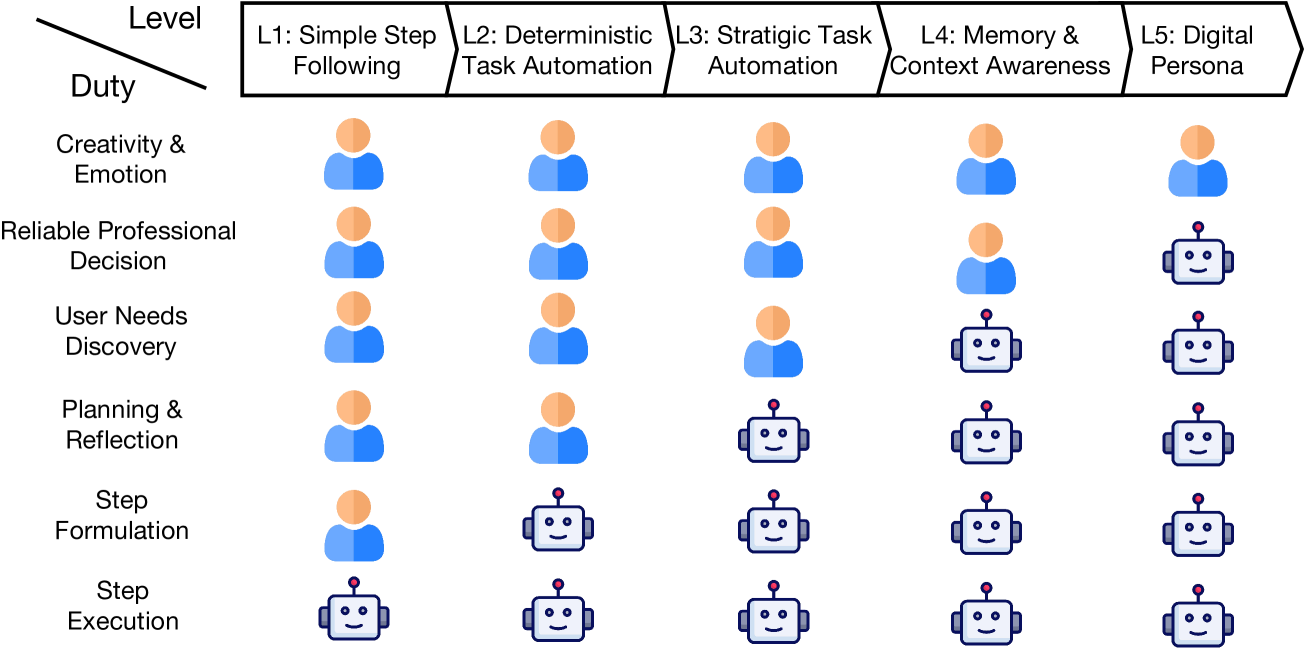 Level
Duty
L1: Simple Step
Following
L2: Deterministic
Task Automation
L3: Stratigic Task
Automation
L4: Memory &
Context Awareness
L5: Digital
Persona
Creativity &
Emotion
Reliable Professional
Decision
User Needs
Discovery
Planning &
Reflection
Step
Formulation
Step
Execution